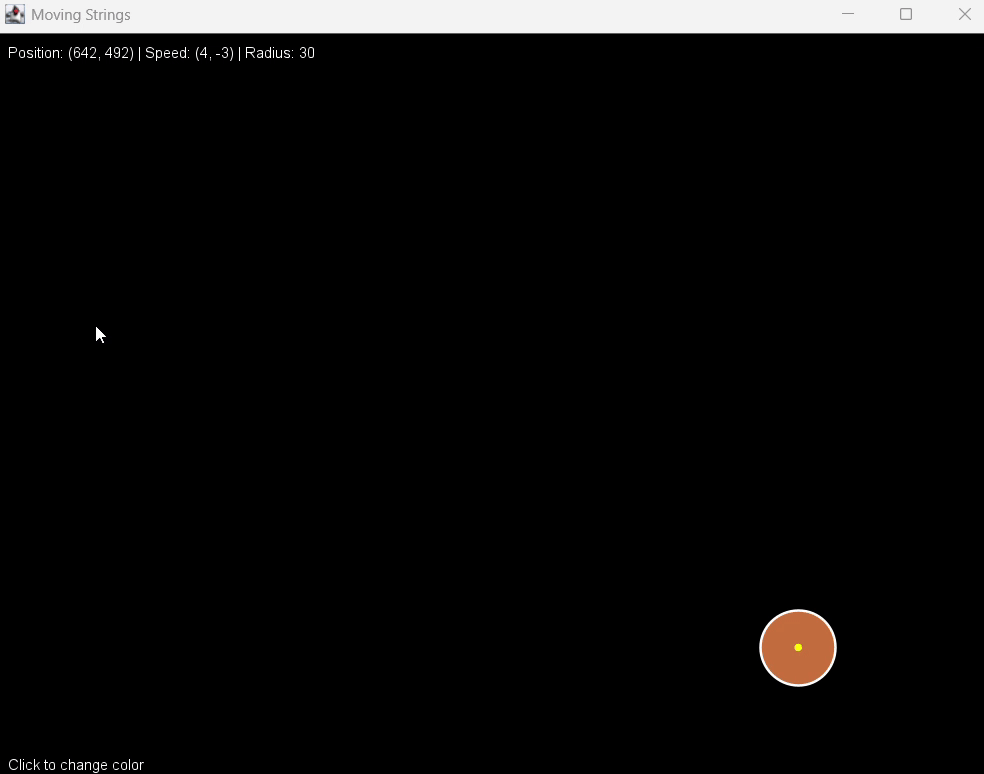 Moving Strings
Position: (642, 492) | Speed: (4, -3) | Radius: 30
Click to change color